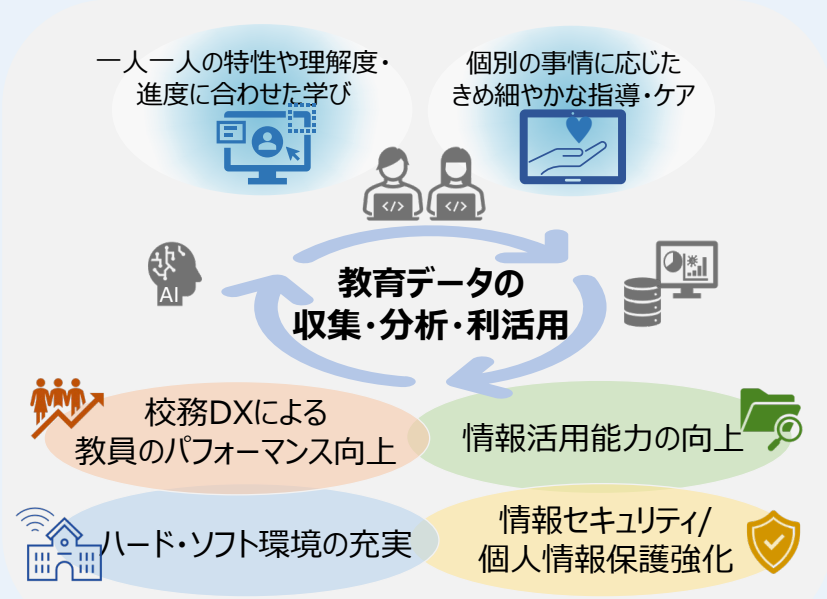 一人一人の特性や理解度・
進度に合わせた学び
個別の事情に応じた
きめ細やかな指導・ケア
</> </>
AI
教育データの
収集・分析・利活用
校務DXによる
教員のパフォーマンス向上
情報活用能力の向上
ハード・ソフト環境の充実
情報セキュリティ/
個人情報保護強化